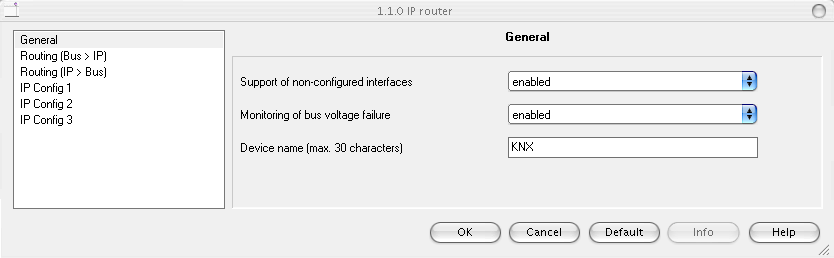 1.1.0 IP router
General
Routing (Bus > IP)
Routing (IP > Bus)
IP Config 1
IP Config 2
IP Config 3
General
Support of non-configured interfaces enabled
Monitoring of bus voltage failure enabled
Device name (max. 30 characters) KNX
OK Cancel Default Info Help